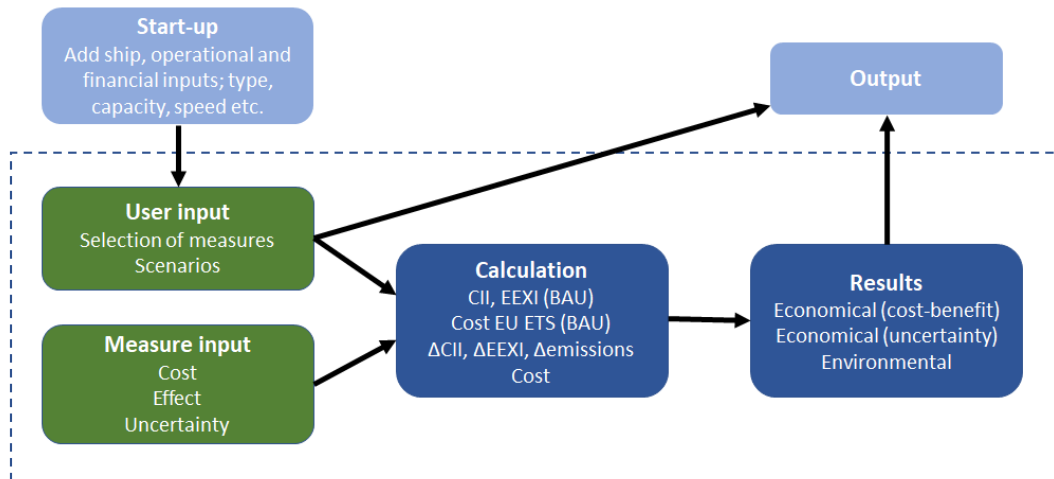 Start-up
Add ship, operational and
financial inputs; type,
capacity, speed etc.
Output
User input
Selection of measures
Scenarios
Measure input
Cost
Effect
Uncertainty
Calculation
CII, EEXI (BAU)
Cost EU ETS (BAU)
ΔCII, ΔEEXI, Δemissions
Cost
Results
Economical (cost-benefit)
Economical (uncertainty)
Environmental